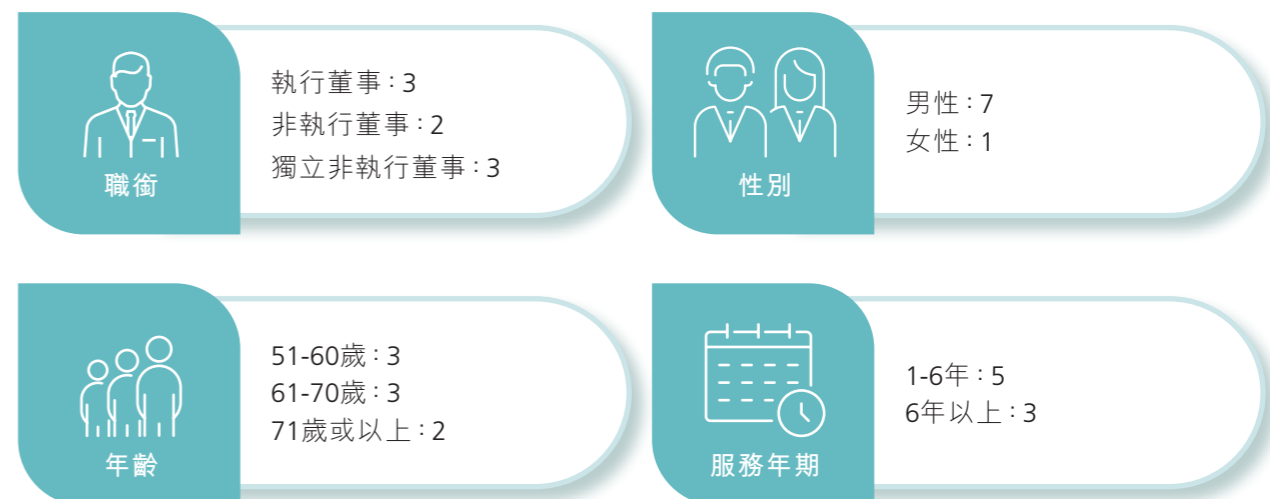 執行董事：3
非執行董事：2
獨立非執行董事：3
職銜
男性：7
女性：1
性別
51-60歲：3
61-70歲：3
71歲或以上：2
年齡
1-6年：5
6年以上：3
服務年期